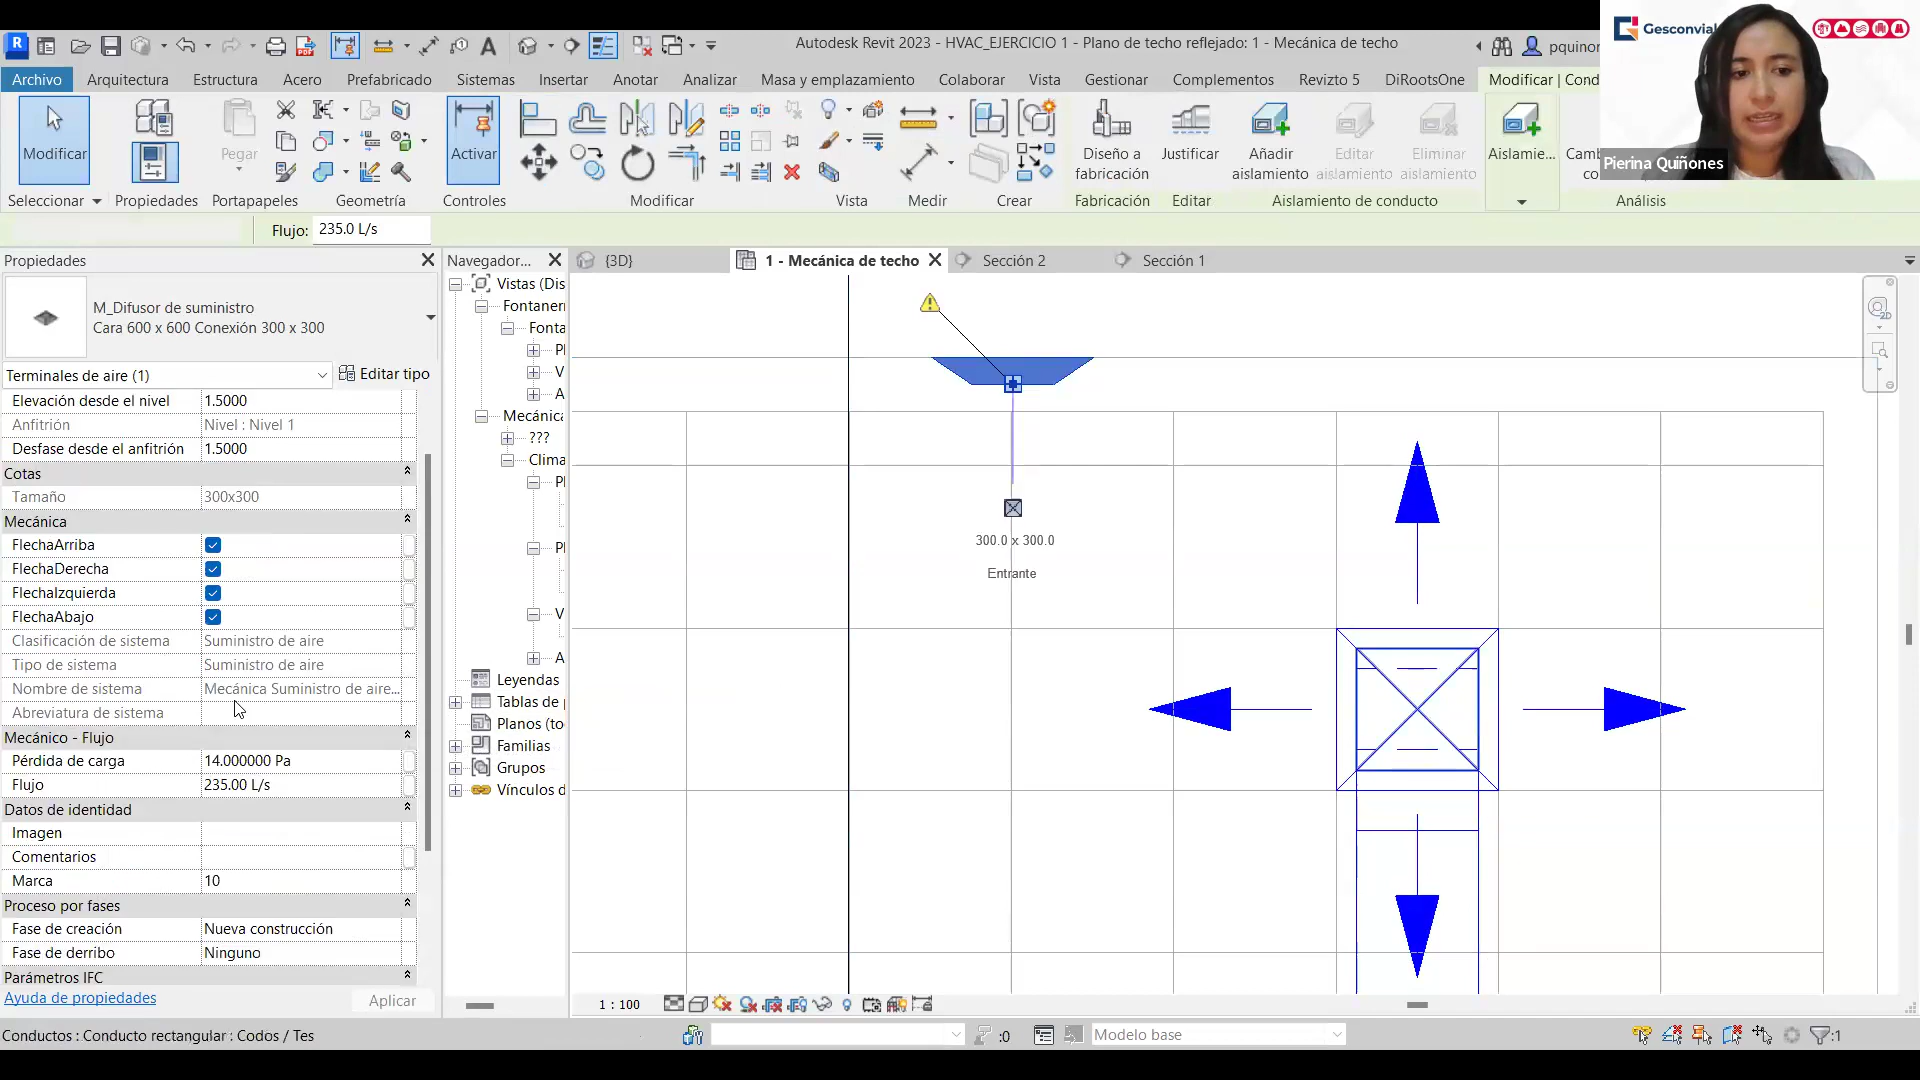 Autodesk Revit 2023 - HVAC_EJERCICIO 1 - Plano de techo reflejado: 1 - Mecánica de techo
Gesconvial
Archivo Arquitectura Estructura Acero Prefabricado Sistemas Insertar Anotar Analizar Masa y emplazamiento Colaborar Vista Gestionar Complementos Revizto 5 DiRootsOne Modificar | Cond
Modificar
Pegar
Activar
Diseño a fabricación
Justificar
Añadir aislamiento
Editar aislamiento
Eliminar aislamiento
Aislamie...
Pierina Quiñones
Seleccionar Propiedades Portapapeles Geometría Controles Modificar Vista Medir Crear Fabricación Editar Aislamiento de conducto Análisis
Flujo: 235.0 L/s
Propiedades
Navegador...
{3D}
1 - Mecánica de techo
Sección 2
Sección 1
M_Difusor de suministro
Cara 600 x 600 Conexión 300 x 300
Terminales de aire (1) Editar tipo
Elevación desde el nivel 1.5000
Anfitrión Nivel : Nivel 1
Desfase desde el anfitrión 1.5000
Cotas
Tamaño 300x300
Mecánica
FlechaArriba
FlechaDerecha
FlechaIzquierda
FlechaAbajo
Clasificación de sistema Suministro de aire
Tipo de sistema Suministro de aire
Nombre de sistema Mecánica Suministro de aire...
Abreviatura de sistema
Mecánico - Flujo
Pérdida de carga 14.000000 Pa
Flujo 235.00 L/s
Datos de identidad
Imagen
Comentarios
Marca 10
Proceso por fases
Fase de creación Nueva construcción
Fase de derribo Ninguno
Parámetros IFC
Ayuda de propiedades Aplicar
Vistas (Dis
Fontaner
Fonta
Pl
V
A
Mecánica
???
Clima
Pl
Pl
V
A
Leyendas
Tablas de
Planos (to
Familias
Grupos
Vínculos d
300.0 x 300.0
Entrante
1 : 100
Conductos : Conducto rectangular : Codos / Tes
:0
Modelo base
:1